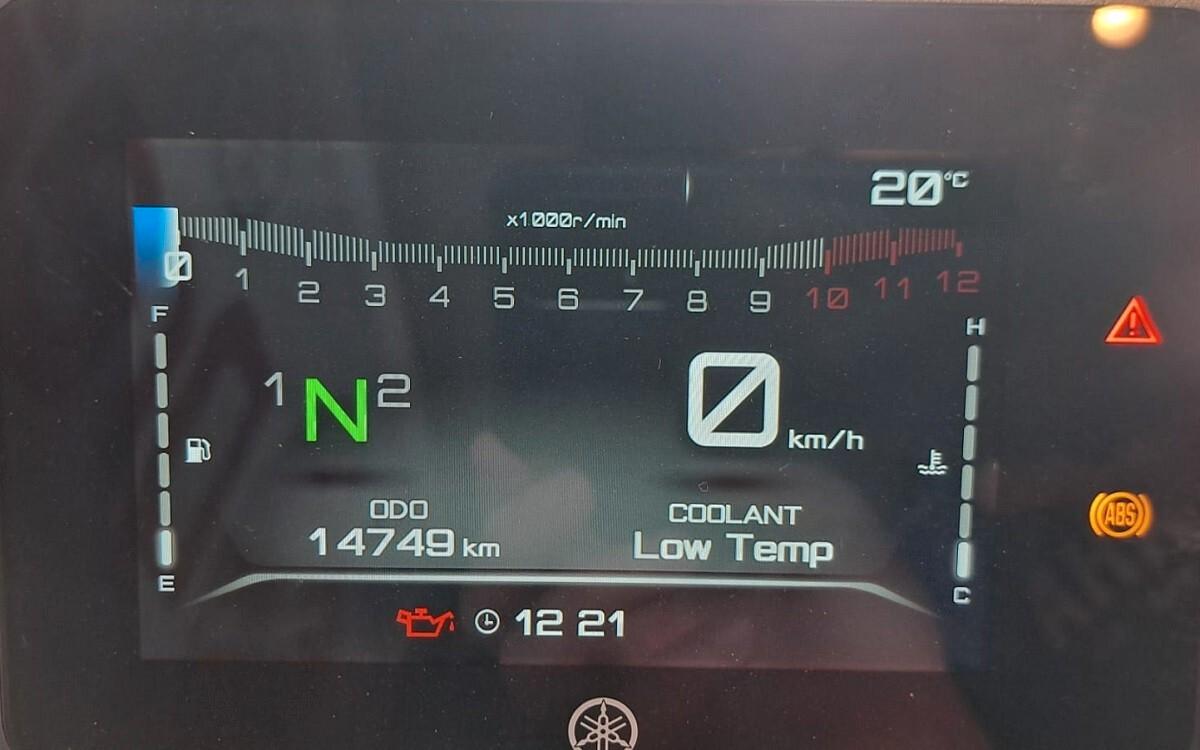 20°C
x1000r/min
0 1 2 3 4 5 6 7 8 9 10 11 12
F
H
1 N 2
0 km/h
ODO
14749 km
COOLANT
Low Temp
ABS
E
C
12 21